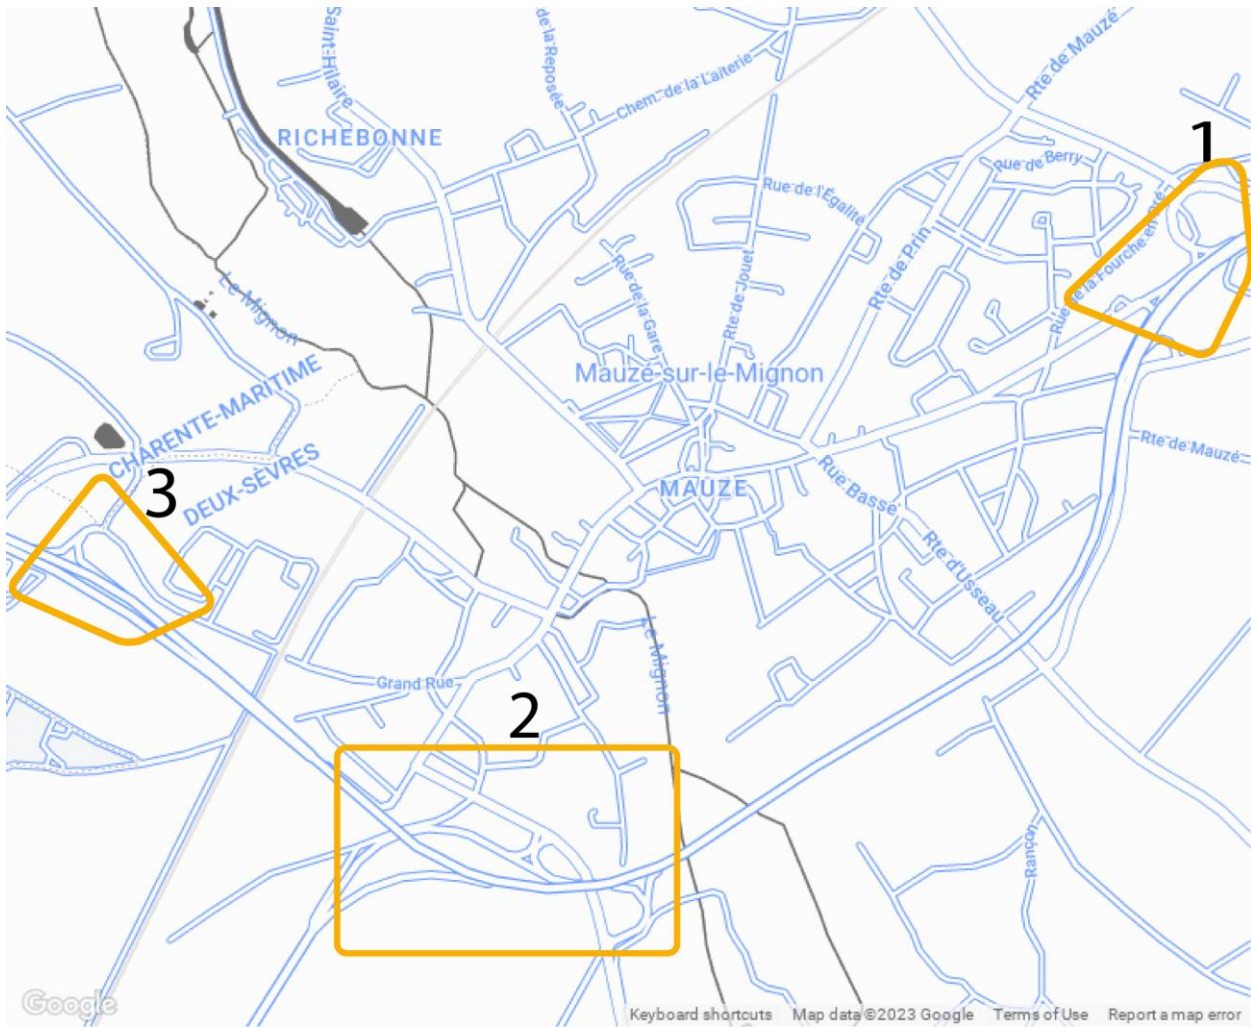 Saint-Hilaire
de la Reposée
Rte de Mauzé
Chem. de la Laiterie
RICHEBONNE
1
Rue de Berry
Rue de l'Égalité
Rue de la Fourche en Pré
Rte de Prin
Rue de la Gare
Rte de Jouet
Le Mignon
Mauzé-sur-le-Mignon
CHARENTE-MARITIME
DEUX-SÈVRES
3
MAUZE
Rue Basse
Rte de Mauzé
Rte d'Usseau
Le Mignon
Grand Rue
2
Rançon
Google
Keyboard shortcuts Map data ©2023 Google Terms of Use Report a map error